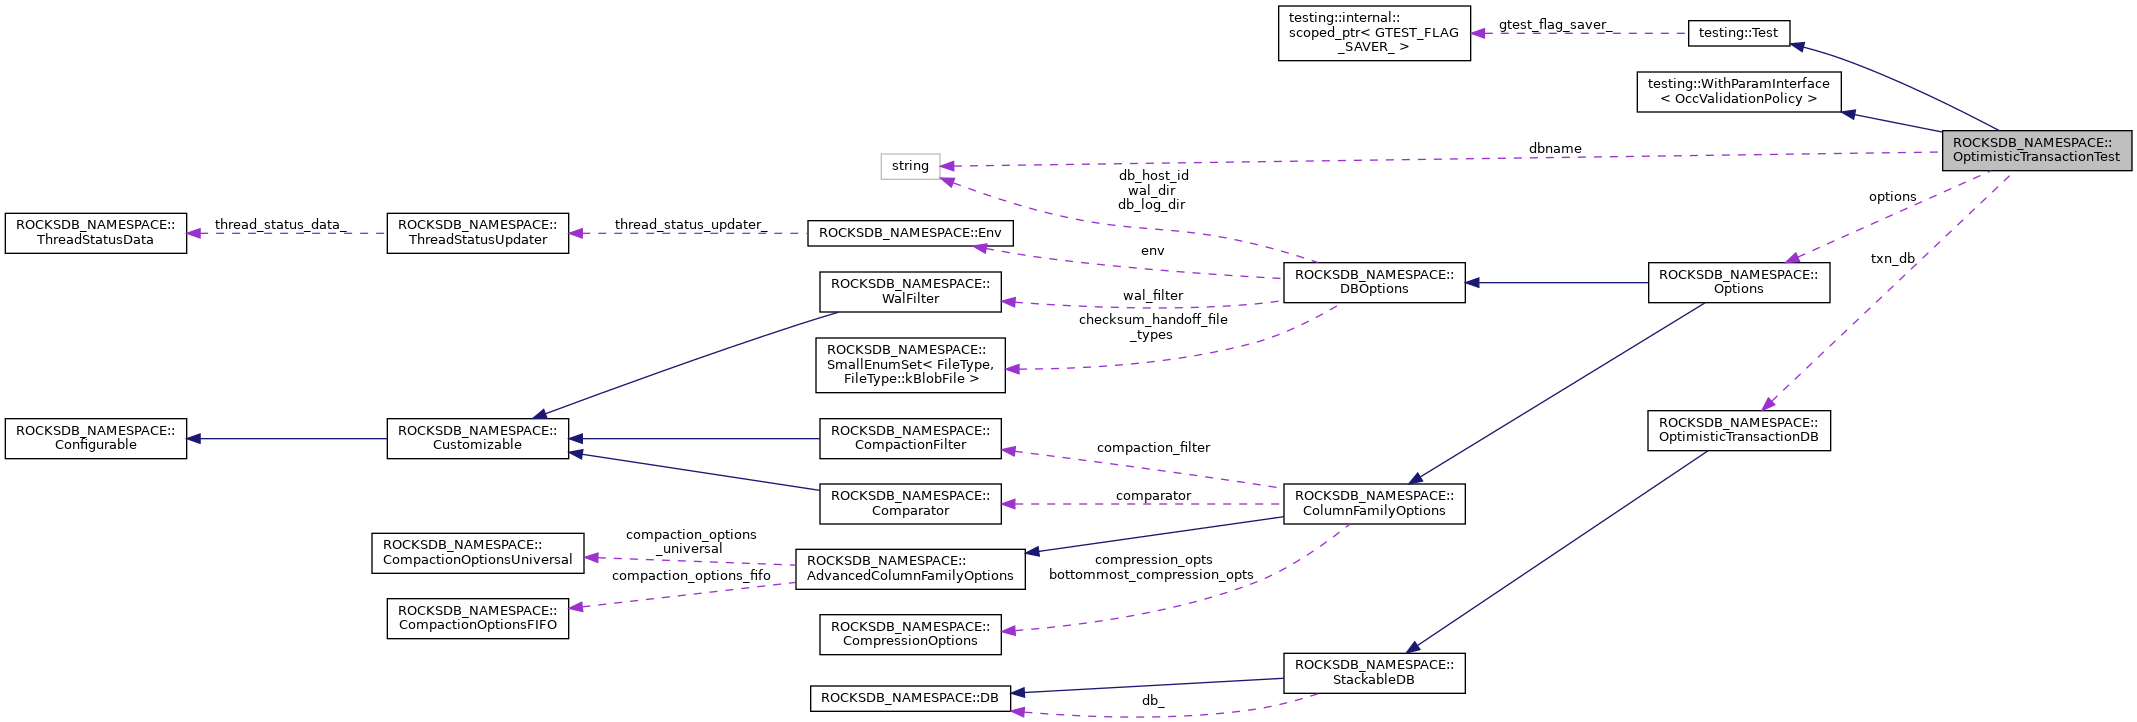 testing::internal::
scoped_ptr< GTEST_FLAG
_SAVER_ >
gtest_flag_saver_
testing::Test
testing::WithParamInterface
< OccValidationPolicy >
ROCKSDB_NAMESPACE::
OptimisticTransactionTest
dbname
string
db_host_id
wal_dir
db_log_dir
options
ROCKSDB_NAMESPACE::
ThreadStatusData
thread_status_data_
ROCKSDB_NAMESPACE::
ThreadStatusUpdater
thread_status_updater_
ROCKSDB_NAMESPACE::Env
env
txn_db
ROCKSDB_NAMESPACE::
WalFilter
wal_filter
ROCKSDB_NAMESPACE::
DBOptions
ROCKSDB_NAMESPACE::
Options
checksum_handoff_file
_types
ROCKSDB_NAMESPACE::
SmallEnumSet< FileType,
FileType::kBlobFile >
ROCKSDB_NAMESPACE::
Configurable
ROCKSDB_NAMESPACE::
Customizable
ROCKSDB_NAMESPACE::
CompactionFilter
compaction_filter
ROCKSDB_NAMESPACE::
OptimisticTransactionDB
ROCKSDB_NAMESPACE::
Comparator
comparator
ROCKSDB_NAMESPACE::
ColumnFamilyOptions
ROCKSDB_NAMESPACE::
CompactionOptionsUniversal
compaction_options
_universal
compaction_options_fifo
ROCKSDB_NAMESPACE::
AdvancedColumnFamilyOptions
compression_opts
bottommost_compression_opts
ROCKSDB_NAMESPACE::
CompactionOptionsFIFO
ROCKSDB_NAMESPACE::
CompressionOptions
ROCKSDB_NAMESPACE::
StackableDB
ROCKSDB_NAMESPACE::DB
db_